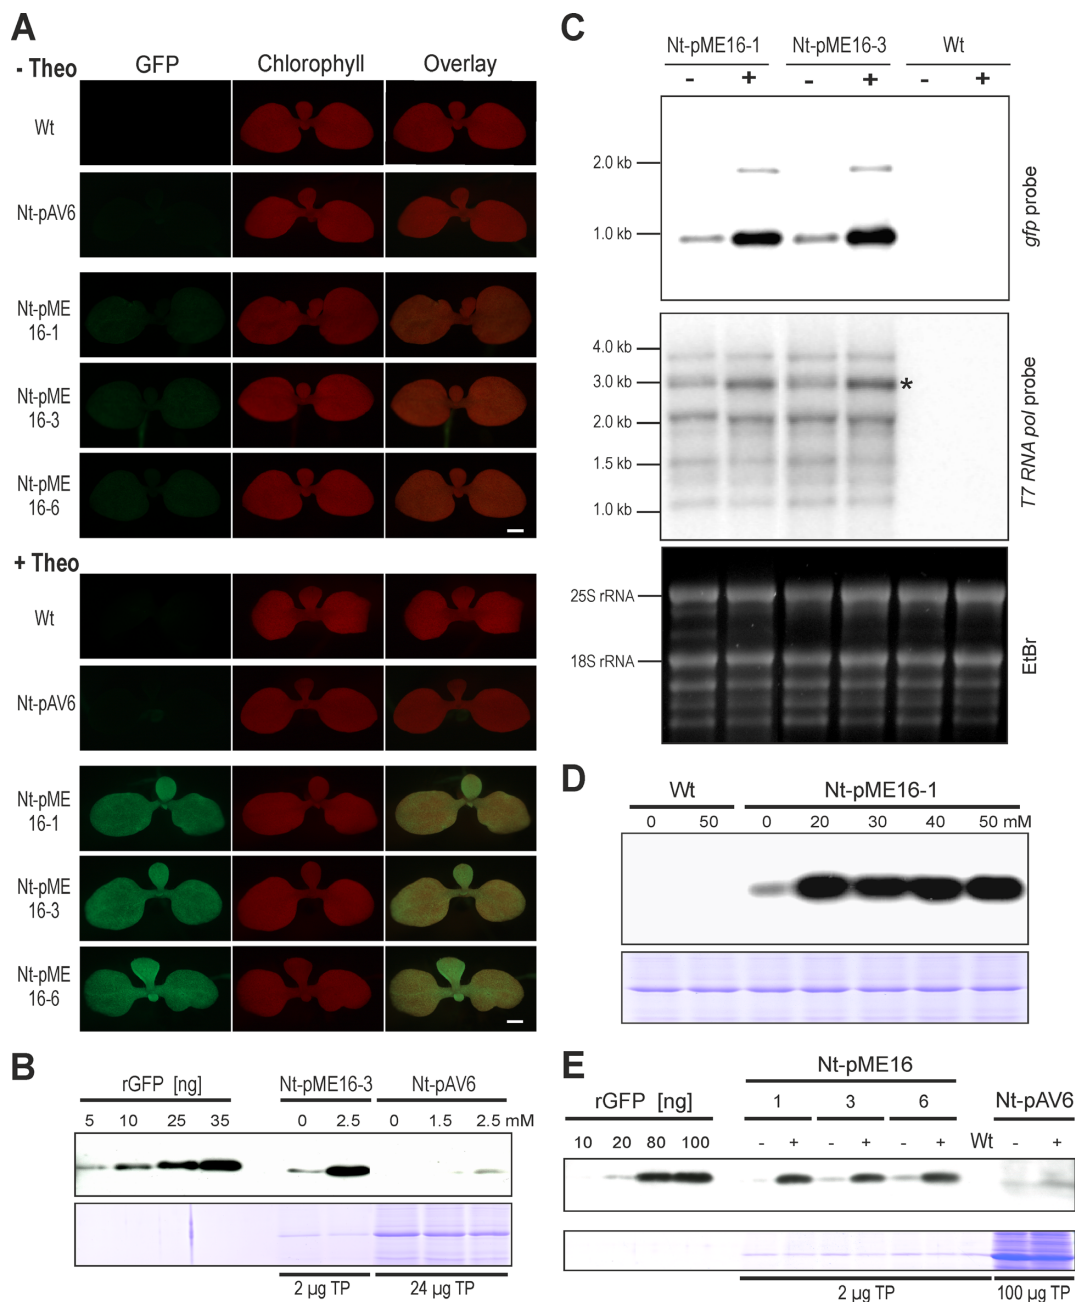 A
- Theo GFP Chlorophyll Overlay
Wt
Nt-pAV6
Nt-pME
16-1
Nt-pME
16-3
Nt-pME
16-6
+ Theo
Wt
Nt-pAV6
Nt-pME
16-1
Nt-pME
16-3
Nt-pME
16-6
B
rGFP [ng] Nt-pME16-3 Nt-pAV6
5 10 25 35 0 2.5 0 1.5 2.5 mM
2 µg TP 24 µg TP
C
Nt-pME16-1 Nt-pME16-3 Wt
- + - + - +
2.0 kb
1.0 kb
gfp probe
4.0 kb
3.0 kb *
2.0 kb
1.5 kb
1.0 kb
T7 RNA pol probe
25S rRNA
18S rRNA
EtBr
D
Wt Nt-pME16-1
0 50 0 20 30 40 50 mM
E
Nt-pME16
rGFP [ng] 1 3 6 Nt-pAV6
10 20 80 100 - + - + - + Wt - +
2 µg TP 100 µg TP